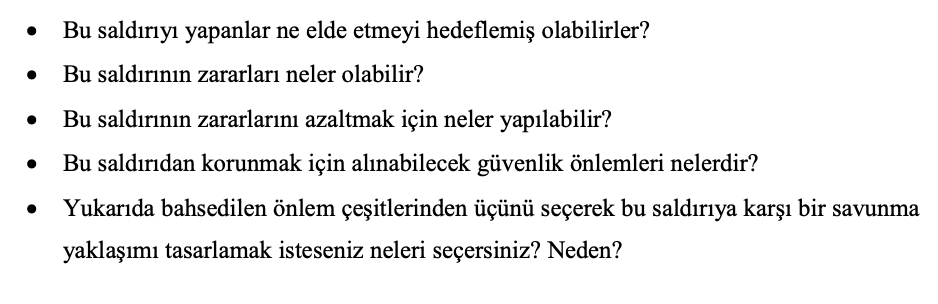 • Bu saldırıyı yapanlar ne elde etmeyi hedeflemiş olabilirler?
• Bu saldırının zararları neler olabilir?
• Bu saldırının zararlarını azaltmak için neler yapılabilir?
• Bu saldırıdan korunmak için alınabilecek güvenlik önlemleri nelerdir?
• Yukarıda bahsedilen önlem çeşitlerinden üçünü seçerek bu saldırıya karşı bir savunma
yaklaşımı tasarlamak isteseniz neleri seçersiniz? Neden?